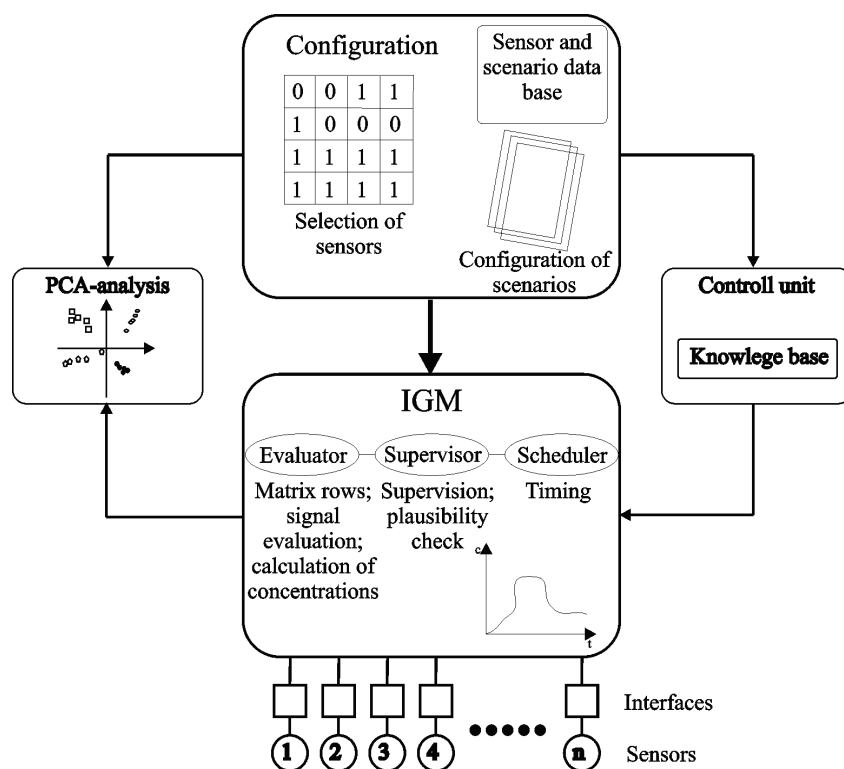 Configuration
0 0 1 1
1 0 0 0
1 1 1 1
1 1 1 1
Selection of
sensors
Sensor and
scenario data
base
Configuration of
scenarios
PCA-analysis
Controll unit
Knowlege base
IGM
Evaluator
Matrix rows;
signal
evaluation;
calculation of
concentrations
Supervisor
Supervision;
plausibility
check
Scheduler
Timing
c
t
Interfaces
1 2 3 4 n
Sensors